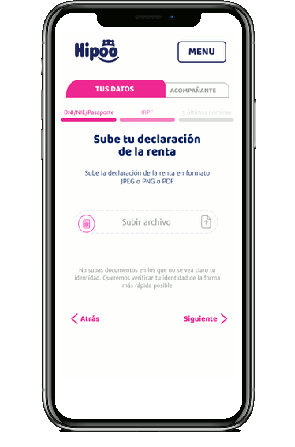 Hipoo
MENU
TUS DATOS
ACOMPAÑANTE
DNI/NIE/Pasaporte
IRPF
Sube tu declaración
de la renta
Sube la declaración de la renta en formato
JPEG o PNG o PDF
Subir archivo
No subas documentos en los que no se vea claro tu
identidad. Queremos verificar tu identidad de la forma
más rápida posible
Atrás
Siguiente